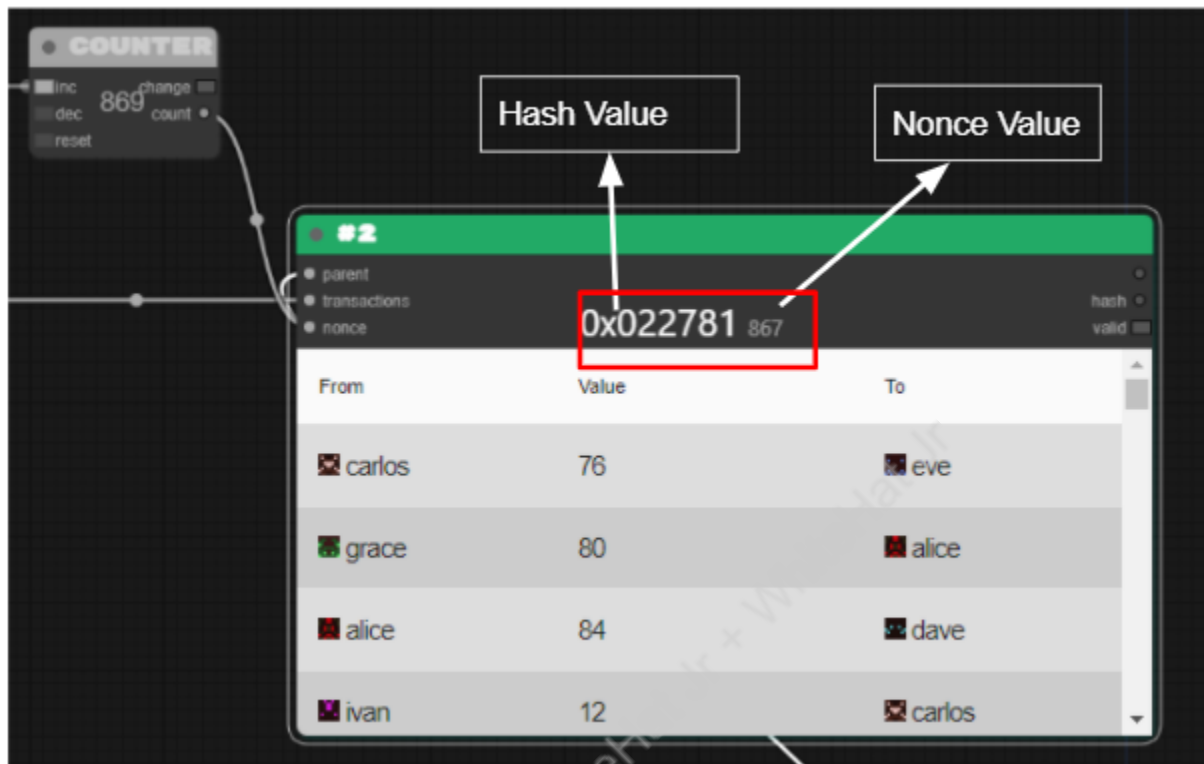 COUNTER
inc change
869
dec count
reset
Hash Value
Nonce Value
#2
parent
transactions hash
nonce valid
0x022781 867
From Value To
carlos 76 eve
grace 80 alice
alice 84 dave
ivan 12 carlos